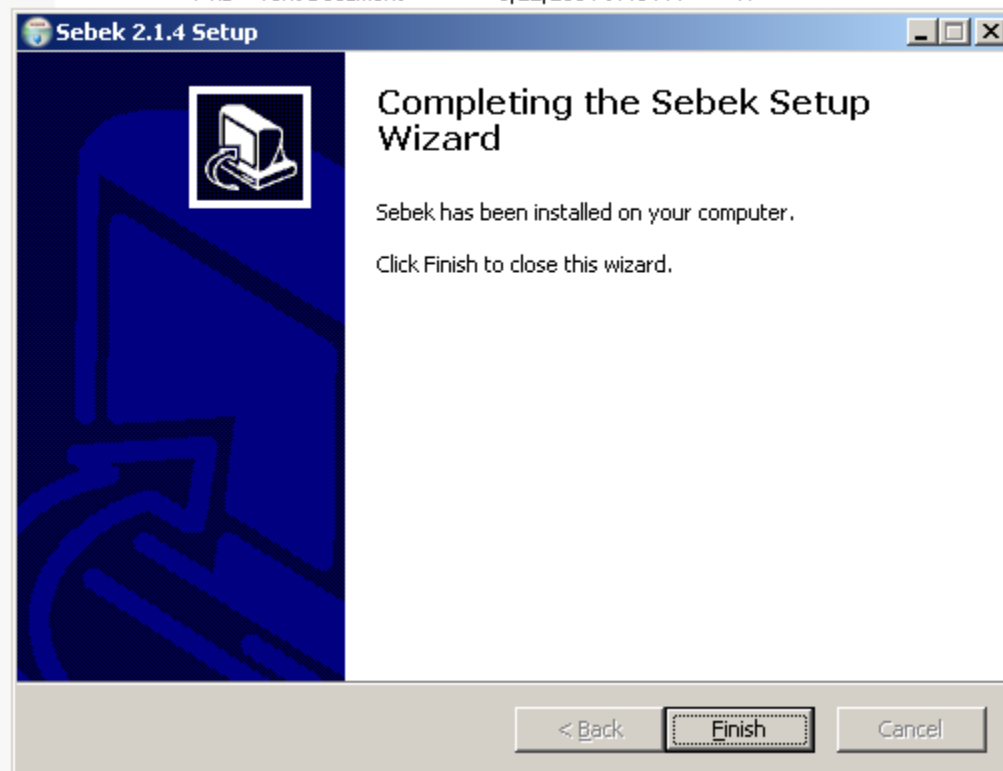 Sebek 2.1.4 Setup
Completing the Sebek Setup
Wizard
Sebek has been installed on your computer.
Click Finish to close this wizard.
< Back Finish Cancel